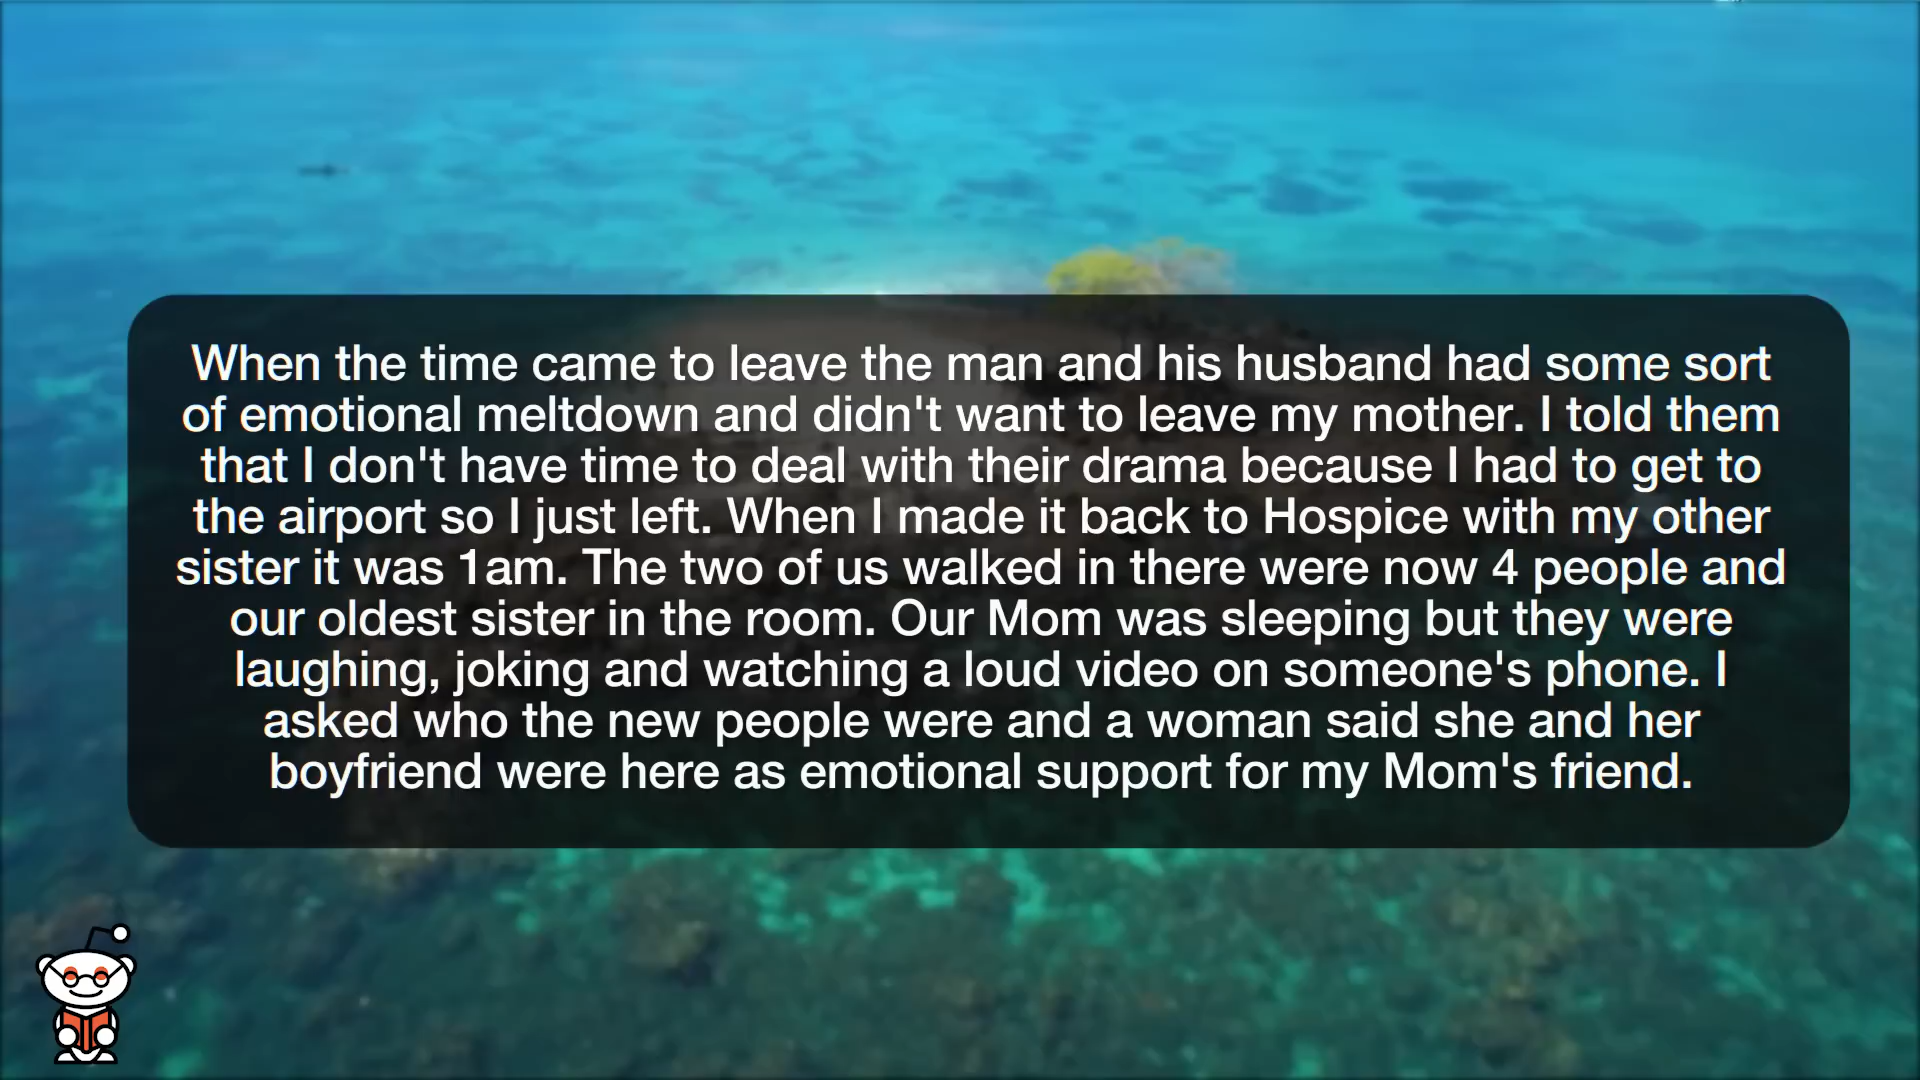 When the time came to leave the man and his husband had some sort
of emotional meltdown and didn't want to leave my mother. I told them
that I don't have time to deal with their drama because I had to get to
the airport so I just left. When I made it back to Hospice with my other
sister it was 1am. The two of us walked in there were now 4 people and
our oldest sister in the room. Our Mom was sleeping but they were
laughing, joking and watching a loud video on someone's phone. I
asked who the new people were and a woman said she and her
boyfriend were here as emotional support for my Mom's friend.